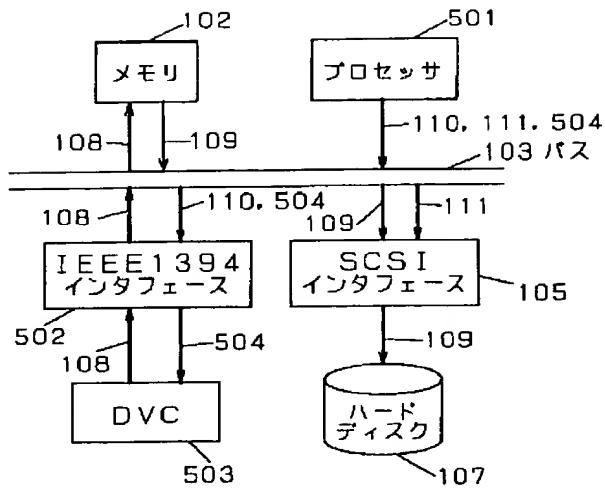 102
501
メモリ
プロセッサ
108
109
110, 111, 504
103 バス
108
110, 504
109
111
IEEE1394
インタフェース
SCSI
インタフェース
105
502
108
504
109
DVC
ハード
ディスク
503
107